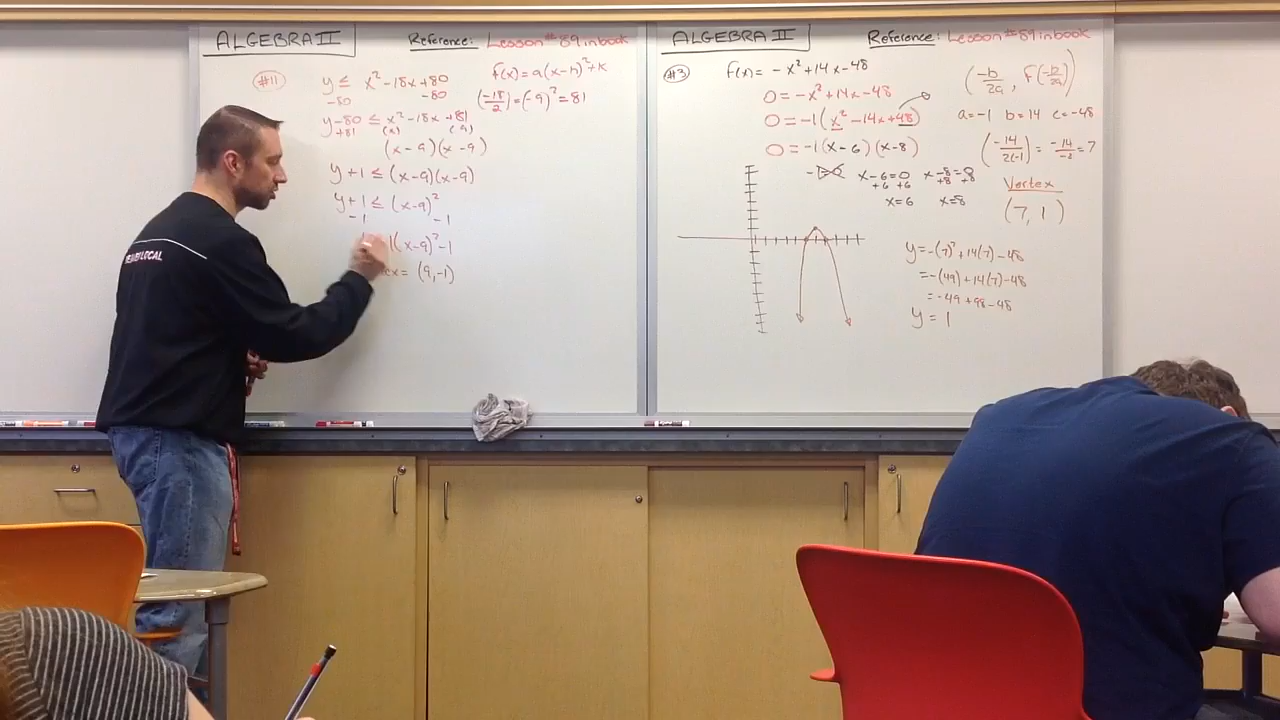 ALGEBRA II
Reference: Lesson #89 in book
#11
y ≤ x² -18x +80
-80 -80
f(x) = a(x-h)² + k
(-18/2) = (-9)² = 81
y-80 ≤ x² -18x +81
+81
(x-9)(x-9)
y+1 ≤ (x-9)(x-9)
y+1 ≤ (x-9)²
-1 -1
1(x-9)² -1
ex = (9,-1)
LOCAL
ALGEBRA II
Reference: Lesson #89 in book
#3
f(x) = -x² +14x -48
0 = -x² +14x -48
0 = -1(x² -14x +48)
0 = -1(x-6)(x-8)
x-6=0 x-8=0
+6 +6 +8 +8
x=6 x=8
(-b/2a, f(-b/2a))
a=-1 b=14 c=-48
(-14/2(-1)) = -14/-2 = 7
Vertex
(7, 1)
y = -(7)² +14(7) -48
= -(49) +14(7) -48
= -49 +98 -48
y = 1